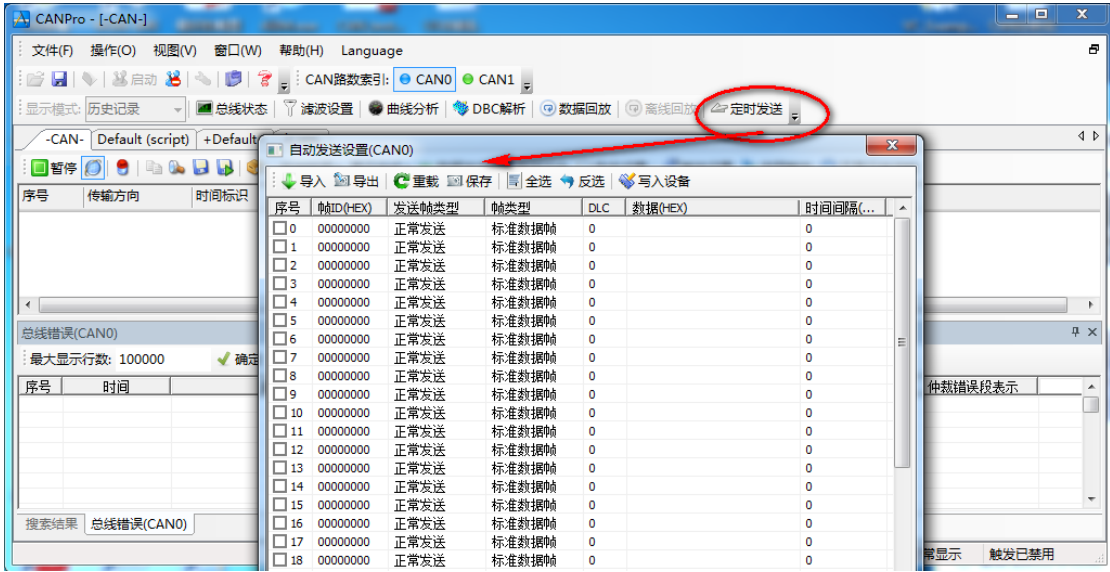 CANPro - [-CAN-]
文件(F) 操作(O) 视图(V) 窗口(W) 帮助(H) Language
启动 CAN路数索引: CAN0 CAN1
显示模式: 历史记录 总线状态 滤波设置 曲线分析 DBC解析 数据回放 离线回放 定时发送
-CAN- Default (script) +Default
自动发送设置(CAN0)
暂停
导入 导出 重载 保存 全选 反选 写入设备
序号 传输方向 时间标识
序号 帧ID(HEX) 发送帧类型 帧类型 DLC 数据(HEX) 时间间隔(...
0 00000000 正常发送 标准数据帧 0 0
1 00000000 正常发送 标准数据帧 0 0
2 00000000 正常发送 标准数据帧 0 0
3 00000000 正常发送 标准数据帧 0 0
4 00000000 正常发送 标准数据帧 0 0
5 00000000 正常发送 标准数据帧 0 0
6 00000000 正常发送 标准数据帧 0 0
7 00000000 正常发送 标准数据帧 0 0
8 00000000 正常发送 标准数据帧 0 0
9 00000000 正常发送 标准数据帧 0 0
10 00000000 正常发送 标准数据帧 0 0
11 00000000 正常发送 标准数据帧 0 0
12 00000000 正常发送 标准数据帧 0 0
13 00000000 正常发送 标准数据帧 0 0
14 00000000 正常发送 标准数据帧 0 0
15 00000000 正常发送 标准数据帧 0 0
16 00000000 正常发送 标准数据帧 0 0
17 00000000 正常发送 标准数据帧 0 0
18 00000000 正常发送 标准数据帧 0 0
总线错误(CAN0)
最大显示行数: 100000 确定
序号 时间 仲裁错误段表示
搜索结果 总线错误(CAN0)
常显示 触发已禁用